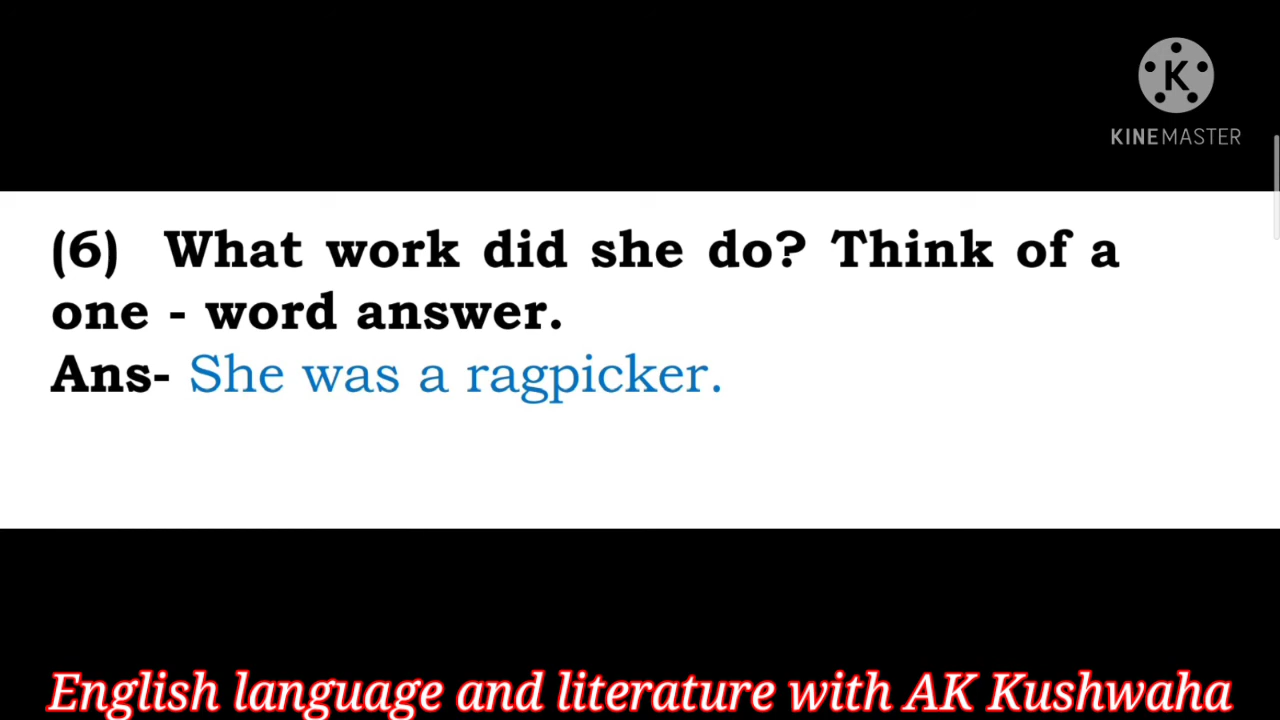 KINEMASTER
(6) What work did she do? Think of a
one - word answer.
Ans- She was a ragpicker.
English language and literature with AK Kushwaha